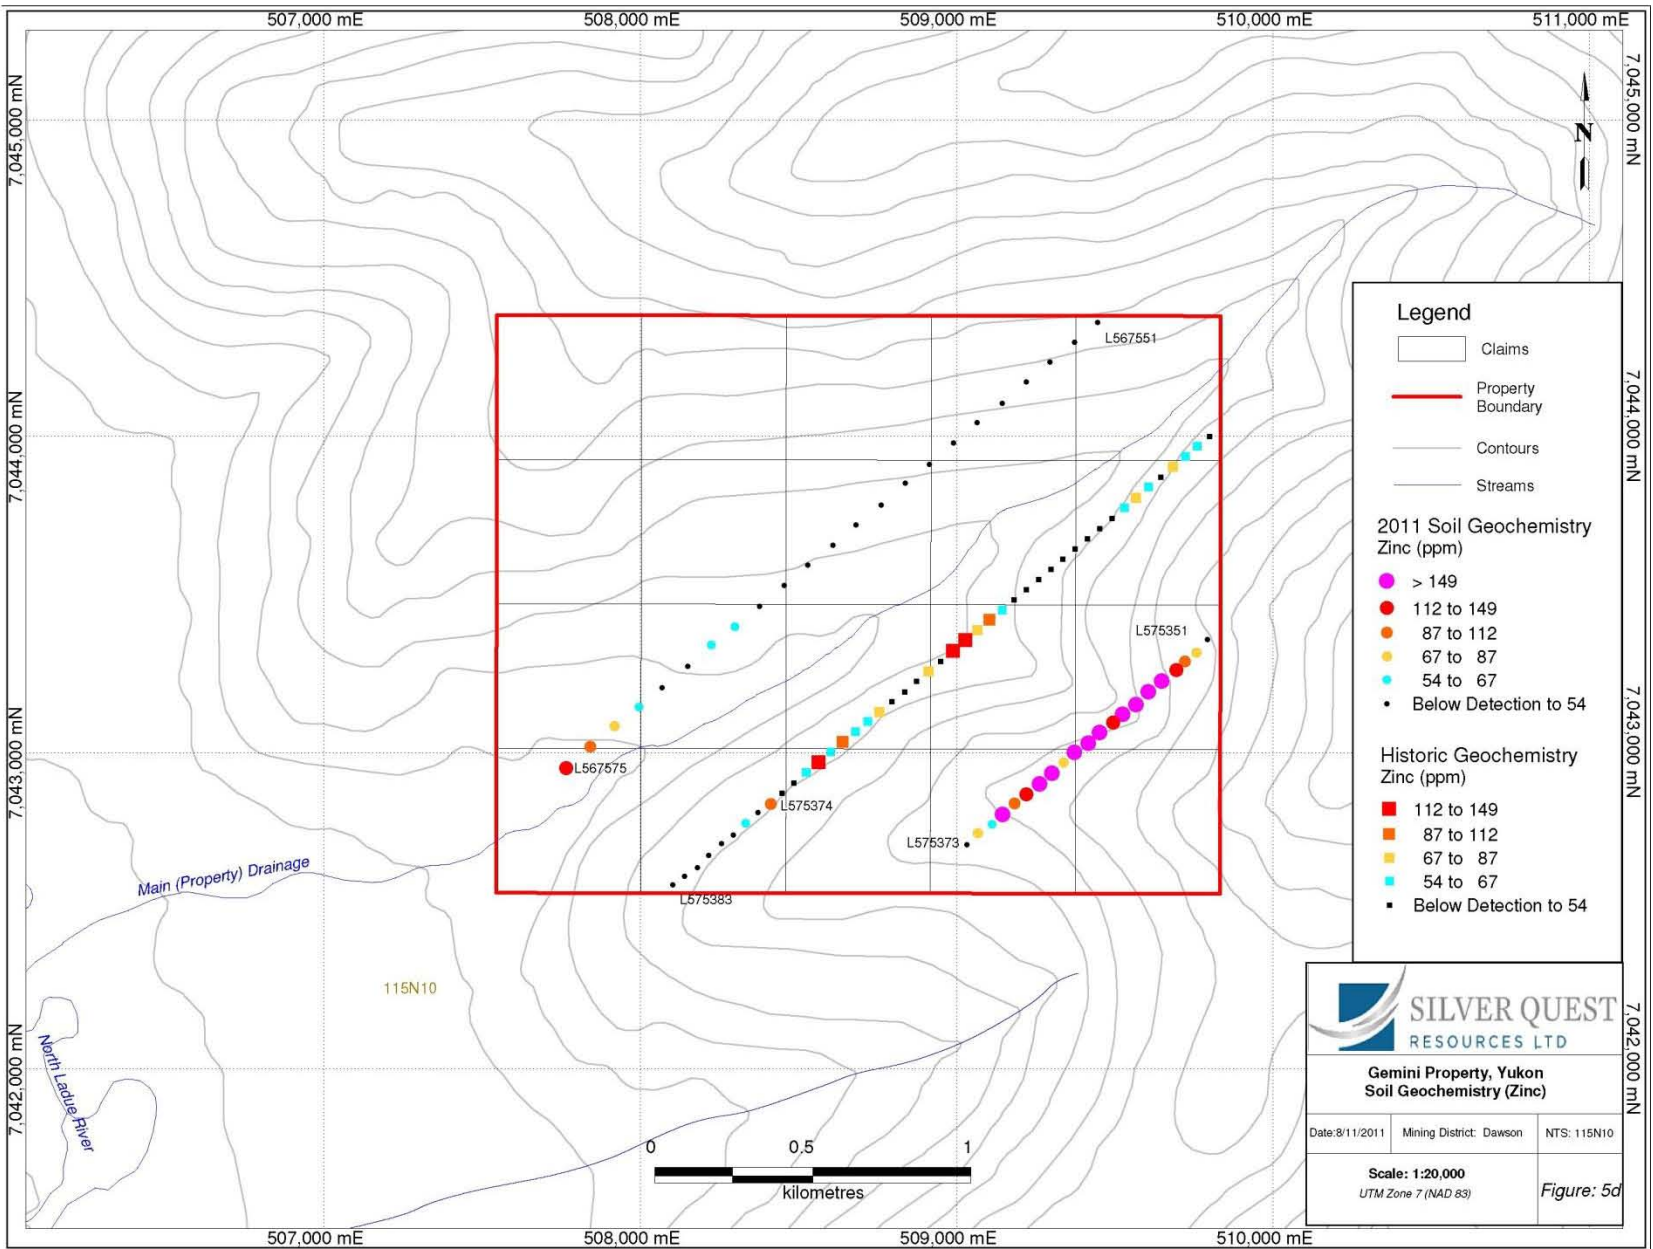 507,000 mE
508,000 mE
509,000 mE
510,000 mE
511,000 mE
7,045,000 mN
7,045,000 mN
N
L567551
7,044,000 mN
7,044,000 mN
L575351
L567575
L575374
7,043,000 mN
7,043,000 mN
L575373
L575383
Main (Property) Drainage
115N10
North Ladue River
7,042,000 mN
7,042,000 mN
0 0.5 1
kilometres
Legend
Claims
Property
Boundary
Contours
Streams
2011 Soil Geochemistry
Zinc (ppm)
> 149
112 to 149
87 to 112
67 to 87
54 to 67
Below Detection to 54
Historic Geochemistry
Zinc (ppm)
112 to 149
87 to 112
67 to 87
54 to 67
Below Detection to 54
SILVER QUEST
RESOURCES LTD
Gemini Property, Yukon
Soil Geochemistry (Zinc)
Date:8/11/2011 Mining District: Dawson NTS: 115N10
Scale: 1:20,000
UTM Zone 7 (NAD 83)
Figure: 5d
507,000 mE
508,000 mE
509,000 mE
510,000 mE